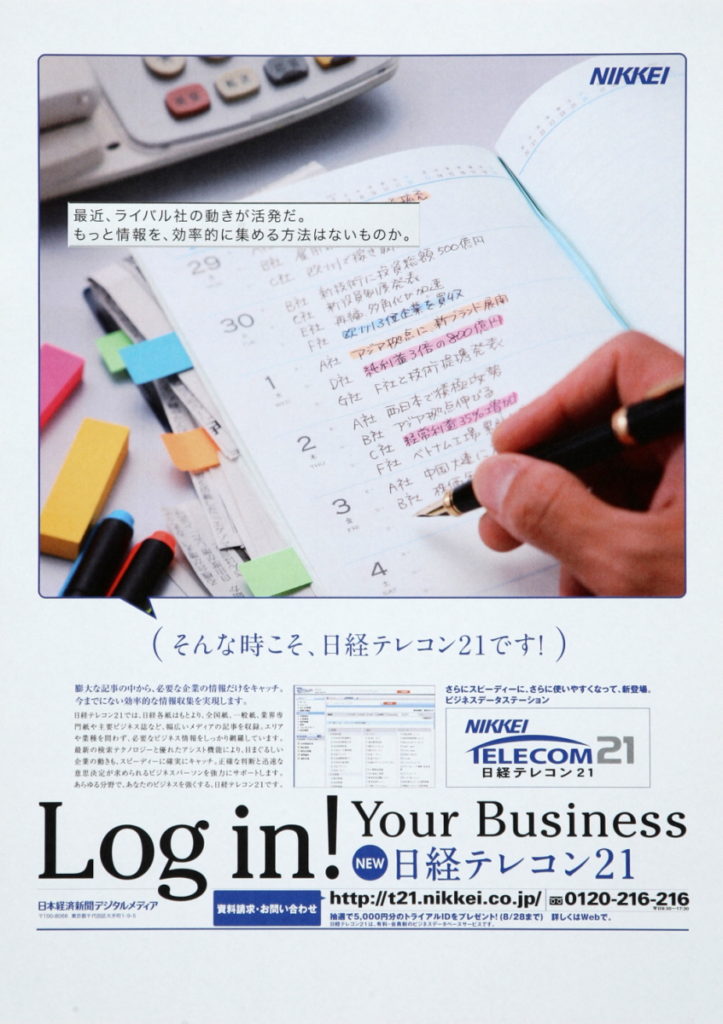 NIKKEI
最近、ライバル社の動きが活発だ。
もっと情報を、効率的に集める方法はないものか。
29
B社
C社
30
B社 新技術に投資総額500億円
C社 新投資制度発表
E社 再編 多角化が加速
F社 欧州3位企業を買収
1
A社 アジア拠点に新ブランド展開
D社 純利益3倍の800億円
G社 F社と技術提携発表
2
THU
A社 西日本で積極攻勢
B社 アジア拠点伸びる
C社 経常利益35%増
F社 ベトナム工場
3
金
FRI
A社 中国大連に
B社 株価
4
土
SAT
(そんな時こそ、日経テレコン21です!)
膨大な記事の中から、必要な企業の情報だけをキャッチ。
今までにない効率的な情報収集を実現します。
日経テレコン21では、日経各紙はもとより、全国紙、一般紙、業界専
門紙や主要ビジネス誌など、幅広いメディアの記事を収録。エリア
や業種を問わず、必要なビジネス情報をしっかり網羅しています。
最新の検索テクノロジーと優れたアシスト機能により、目まぐるしい
企業の動きも、スピーディーに確実にキャッチ。正確な判断と迅速な
意思決定が求められるビジネスパーソンを強力にサポートします。
あらゆる分野で、あなたのビジネスを強くする、日経テレコン21です。
さらにスピーディーに、さらに使いやすくなって、新登場。
ビジネスデータステーション
NIKKEI
TELECOM21
日経テレコン21
Log in! Your Business
NEW 日経テレコン21
日本経済新聞デジタルメディア
〒100-8066 東京都千代田区大手町1-9-5
資料請求・お問い合わせ
http://t21.nikkei.co.jp/ 0120-216-216
抽選で5,000円分のトライアルIDをプレゼント! (8/28まで) 詳しくはWebで。
日経テレコン21は、有料・会員制のビジネスデータベースサービスです。